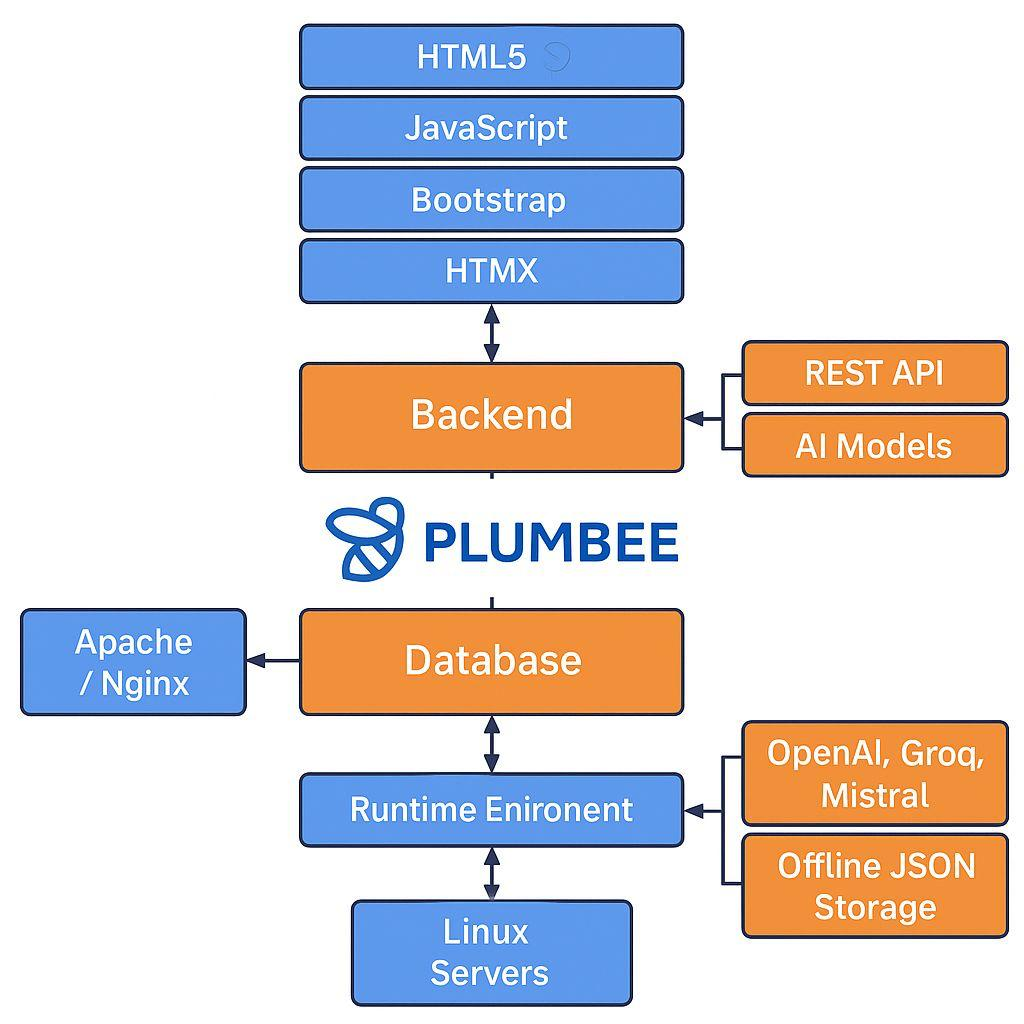 HTML5
JavaScript
Bootstrap
HTMX
Backend
REST API
AI Models
PLUMBEE
Apache
/ Nginx
Database
OpenAI, Groq,
Mistral
Runtime Enironent
Offline JSON
Storage
Linux
Servers